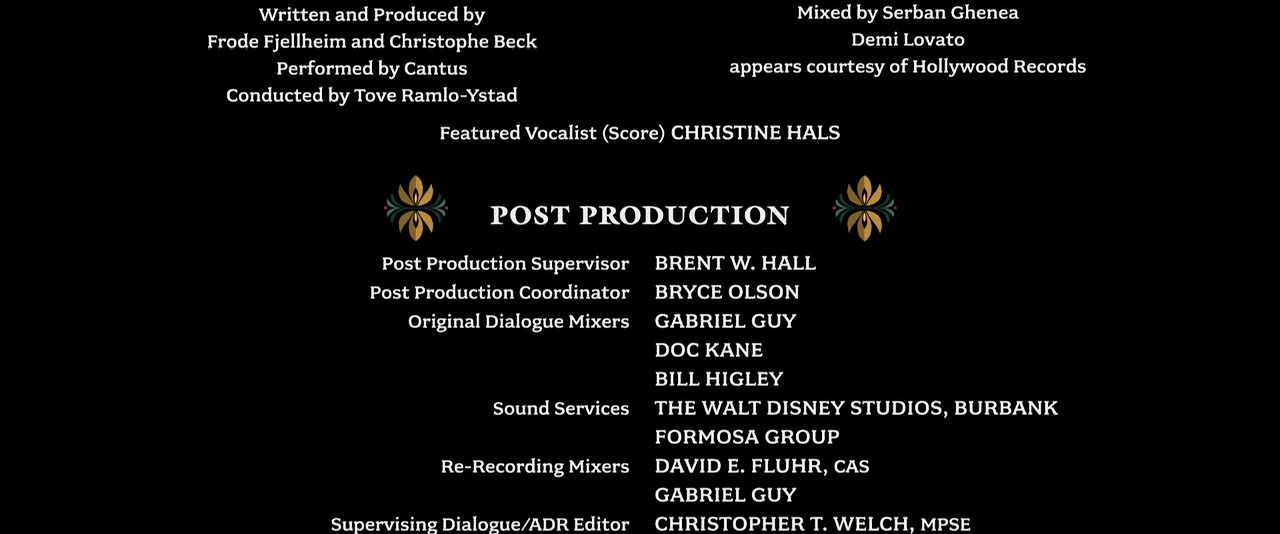 Written and Produced by
Frode Fjellheim and Christophe Beck
Performed by Cantus
Conducted by Tove Ramlo-Ystad
Mixed by Serban Ghenea
Demi Lovato
appears courtesy of Hollywood Records
Featured Vocalist (Score) CHRISTINE HALS
POST PRODUCTION
Post Production Supervisor BRENT W. HALL
Post Production Coordinator BRYCE OLSON
Original Dialogue Mixers GABRIEL GUY
DOC KANE
BILL HIGLEY
Sound Services THE WALT DISNEY STUDIOS, BURBANK
FORMOSA GROUP
Re-Recording Mixers DAVID E. FLUHR, CAS
GABRIEL GUY
Supervising Dialogue/ADR Editor CHRISTOPHER T. WELCH, MPSE